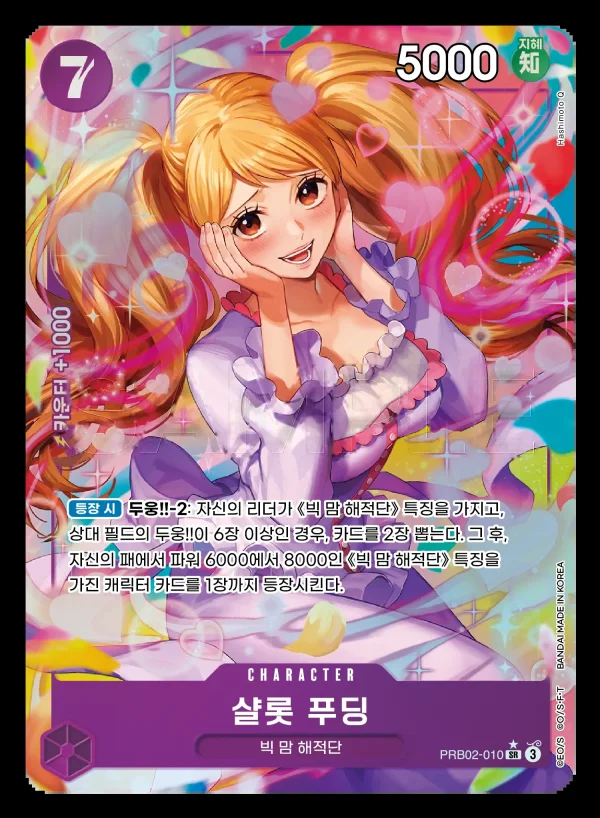 7
5000
지혜
知
Hashimoto Q
카운터 +1000
SAMPLE
등장 시 두웅!!-2: 자신의 리더가 《빅 맘 해적단》 특징을 가지고,
상대 필드의 두웅!!이 6장 이상인 경우, 카드를 2장 뽑는다. 그 후,
자신의 패에서 파워 6000에서 8000인 《빅 맘 해적단》 특징을
가진 캐릭터 카드를 1장까지 등장시킨다.
CHARACTER
샬롯 푸딩
빅 맘 해적단
PRB02-010 SR 3
©EO/S ©O/S·F·T BANDAI MADE IN KOREA